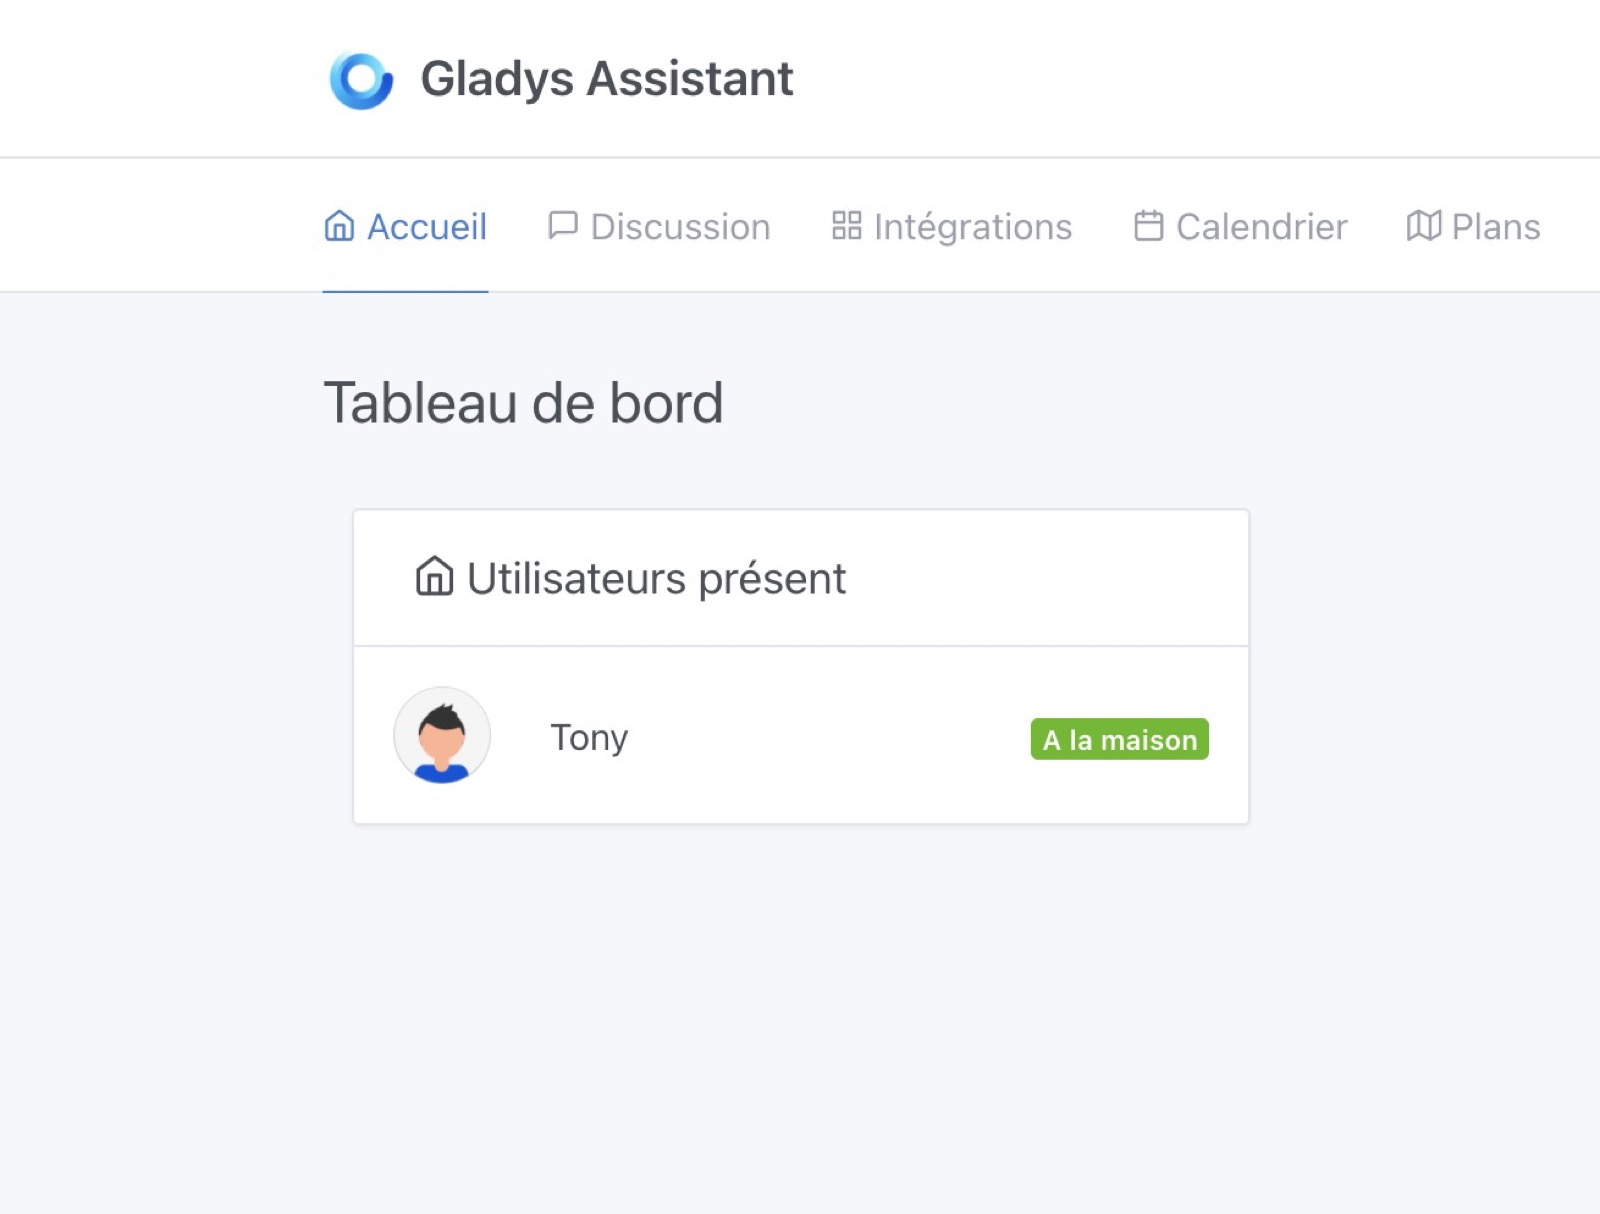 Gladys Assistant
Accueil Discussion Intégrations Calendrier Plans
Tableau de bord
Utilisateurs présent
Tony A la maison